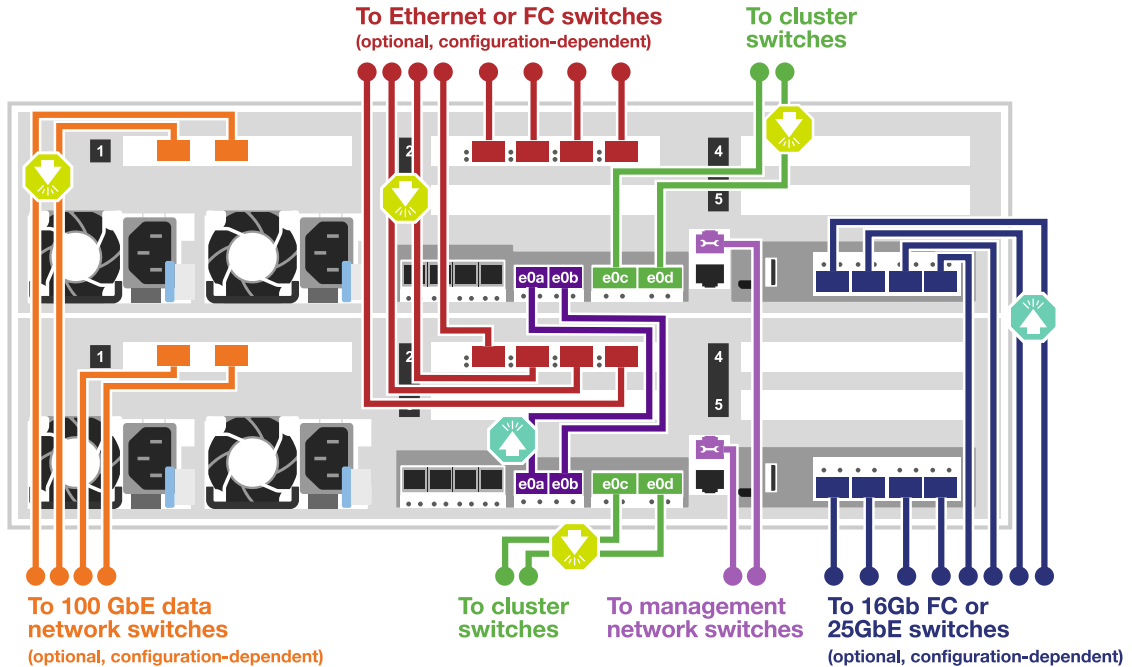 To Ethernet or FC switches
(optional, configuration-dependent)
To cluster
switches
1
2
4
5
e0a e0b
e0c e0d
1
2
4
5
e0a e0b
e0c e0d
To 100 GbE data
network switches
(optional, configuration-dependent)
To cluster
switches
To management
network switches
To 16Gb FC or
25GbE switches
(optional, configuration-dependent)